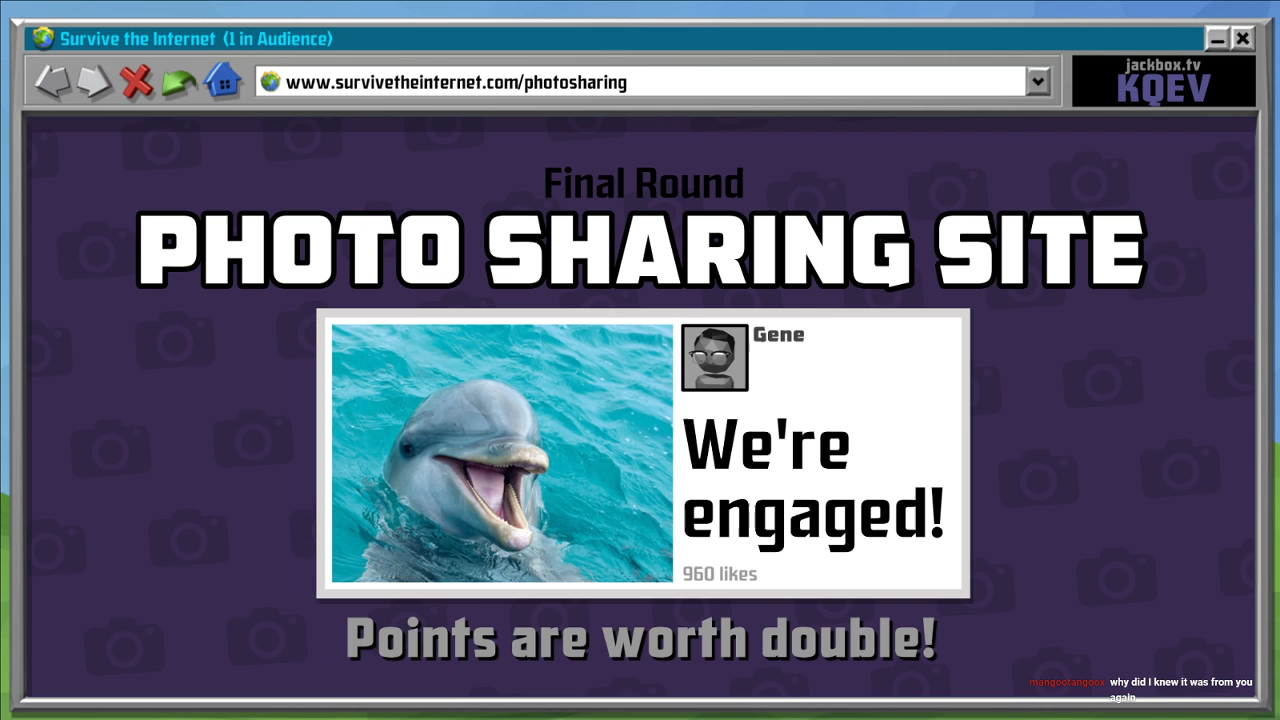 Survive the Internet (1 in Audience)
www.survivetheinternet.com/photosharing
jackbox.tv
KQEV
Final Round
PHOTO SHARING SITE
Gene
We're
engaged!
960 likes
Points are worth double!
mangootangoox why did I knew it was from you
again